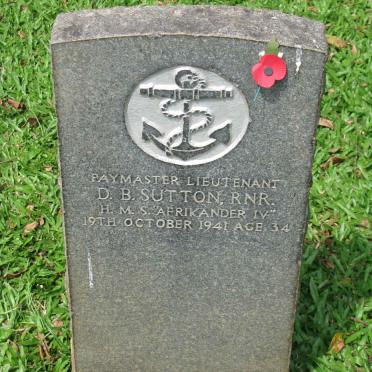 PAYMASTER LIEUTENANT
D. B. SUTTON, RNR.
H. M. S. "AFRIKANDER IV"
19TH OCTOBER 1941 AGE 34